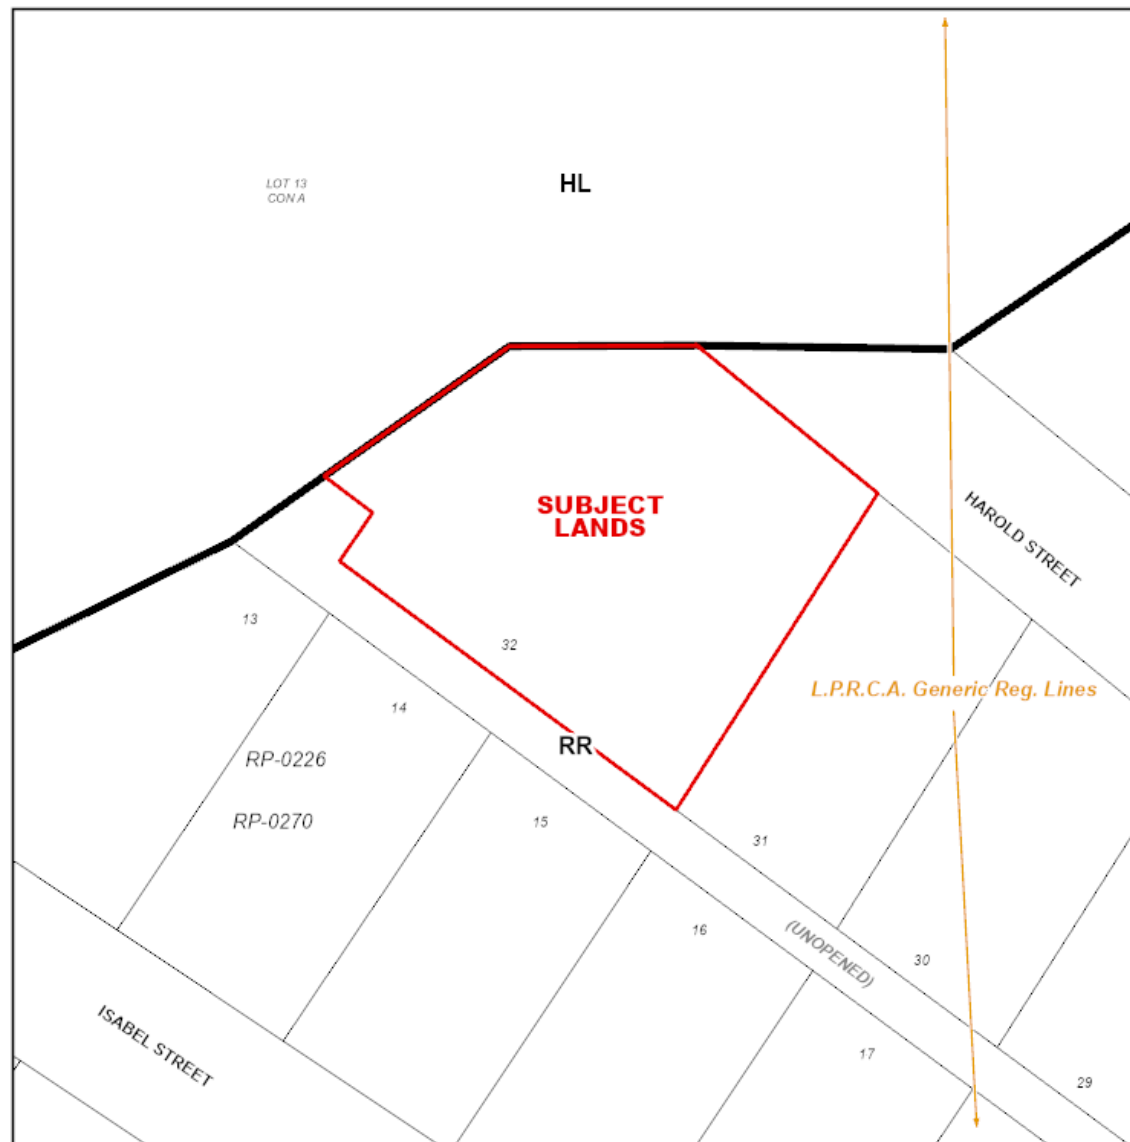 LOT 13
CON A
HL
SUBJECT
LANDS
HAROLD STREET
13
32
L.P.R.C.A. Generic Reg. Lines
14
RR
RP-0226
RP-0270
15
31
16
(UNOPENED)
30
ISABEL STREET
17
29